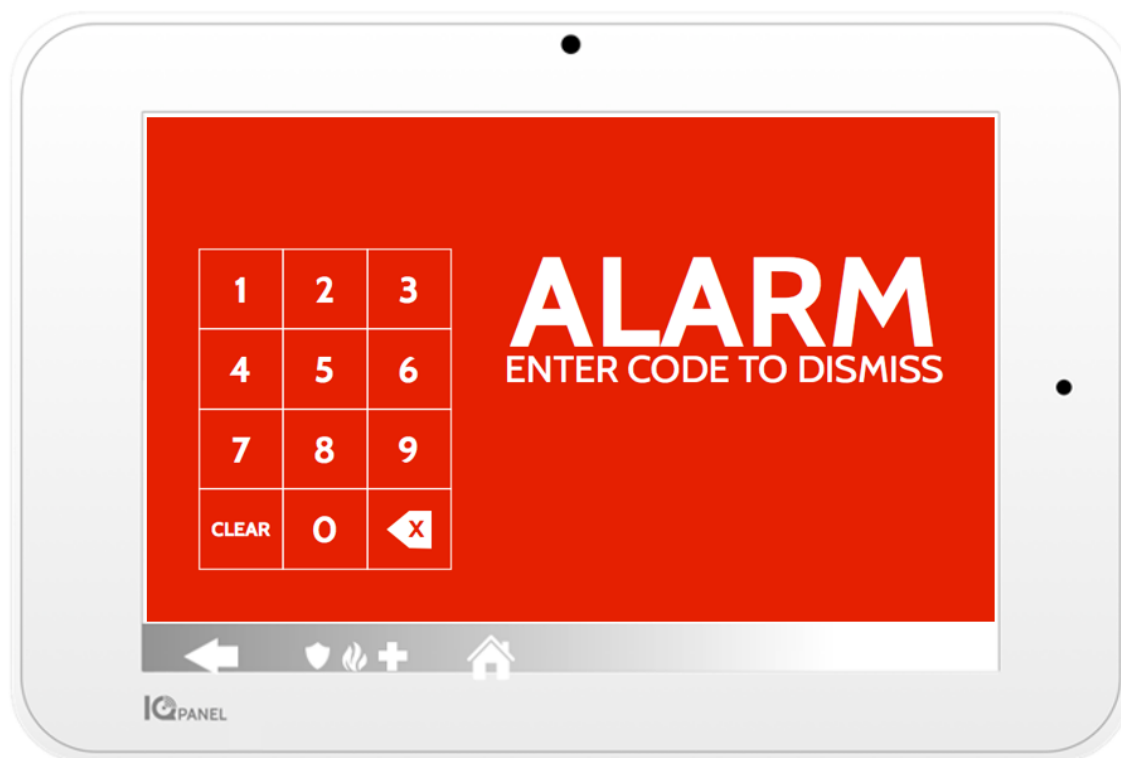 1 2 3
ALARM
4 5 6
ENTER CODE TO DISMISS
7 8 9
CLEAR 0 X
IQ PANEL